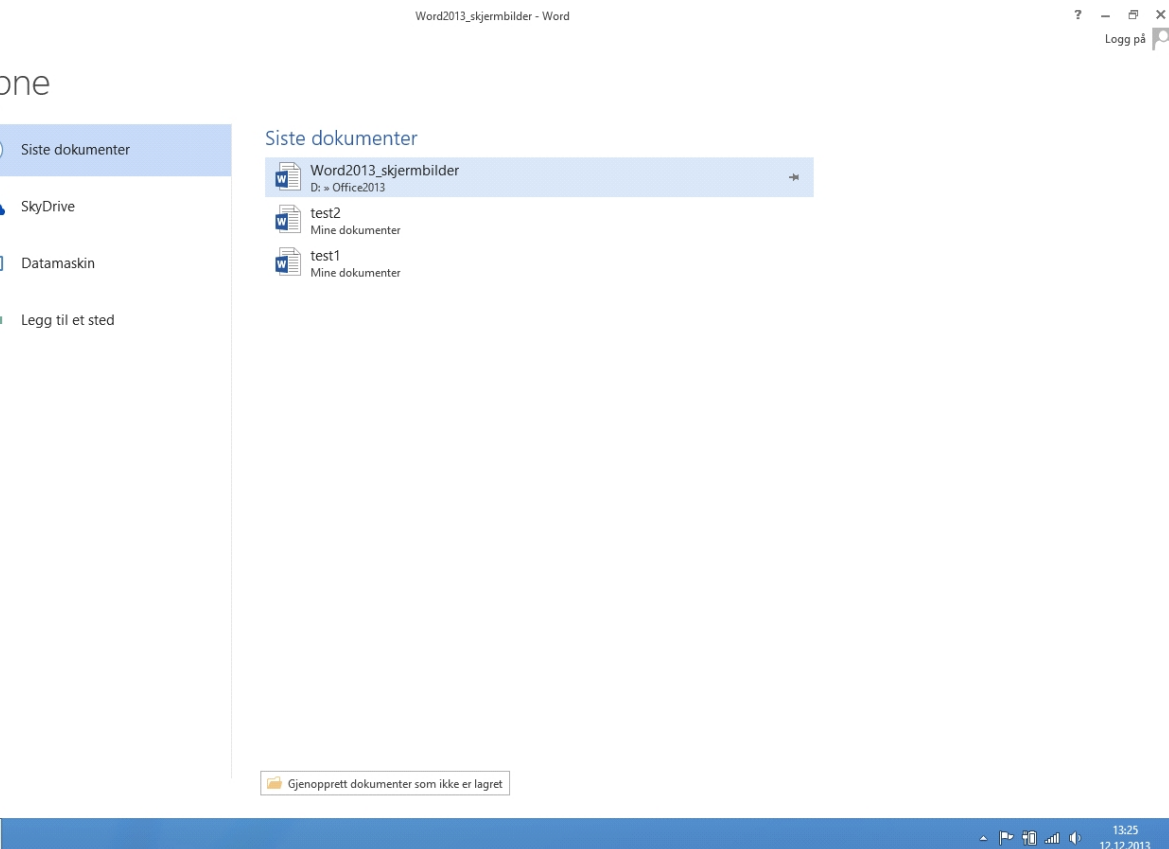 Word2013_skjermbilder - Word
?
Logg på
pne
Siste dokumenter
SkyDrive
Datamaskin
Legg til et sted
Siste dokumenter
Word2013_skjermbilder
D: » Office2013
test2
Mine dokumenter
test1
Mine dokumenter
Gjenopprett dokumenter som ikke er lagret
13:25
12.12.2013